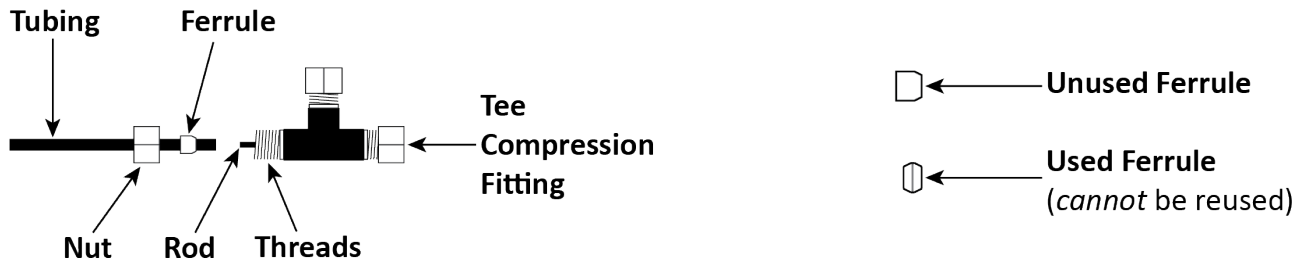 Tubing
Ferrule
Tee
Compression
Fitting
Nut
Rod
Threads
Unused Ferrule
Used Ferrule
(cannot be reused)